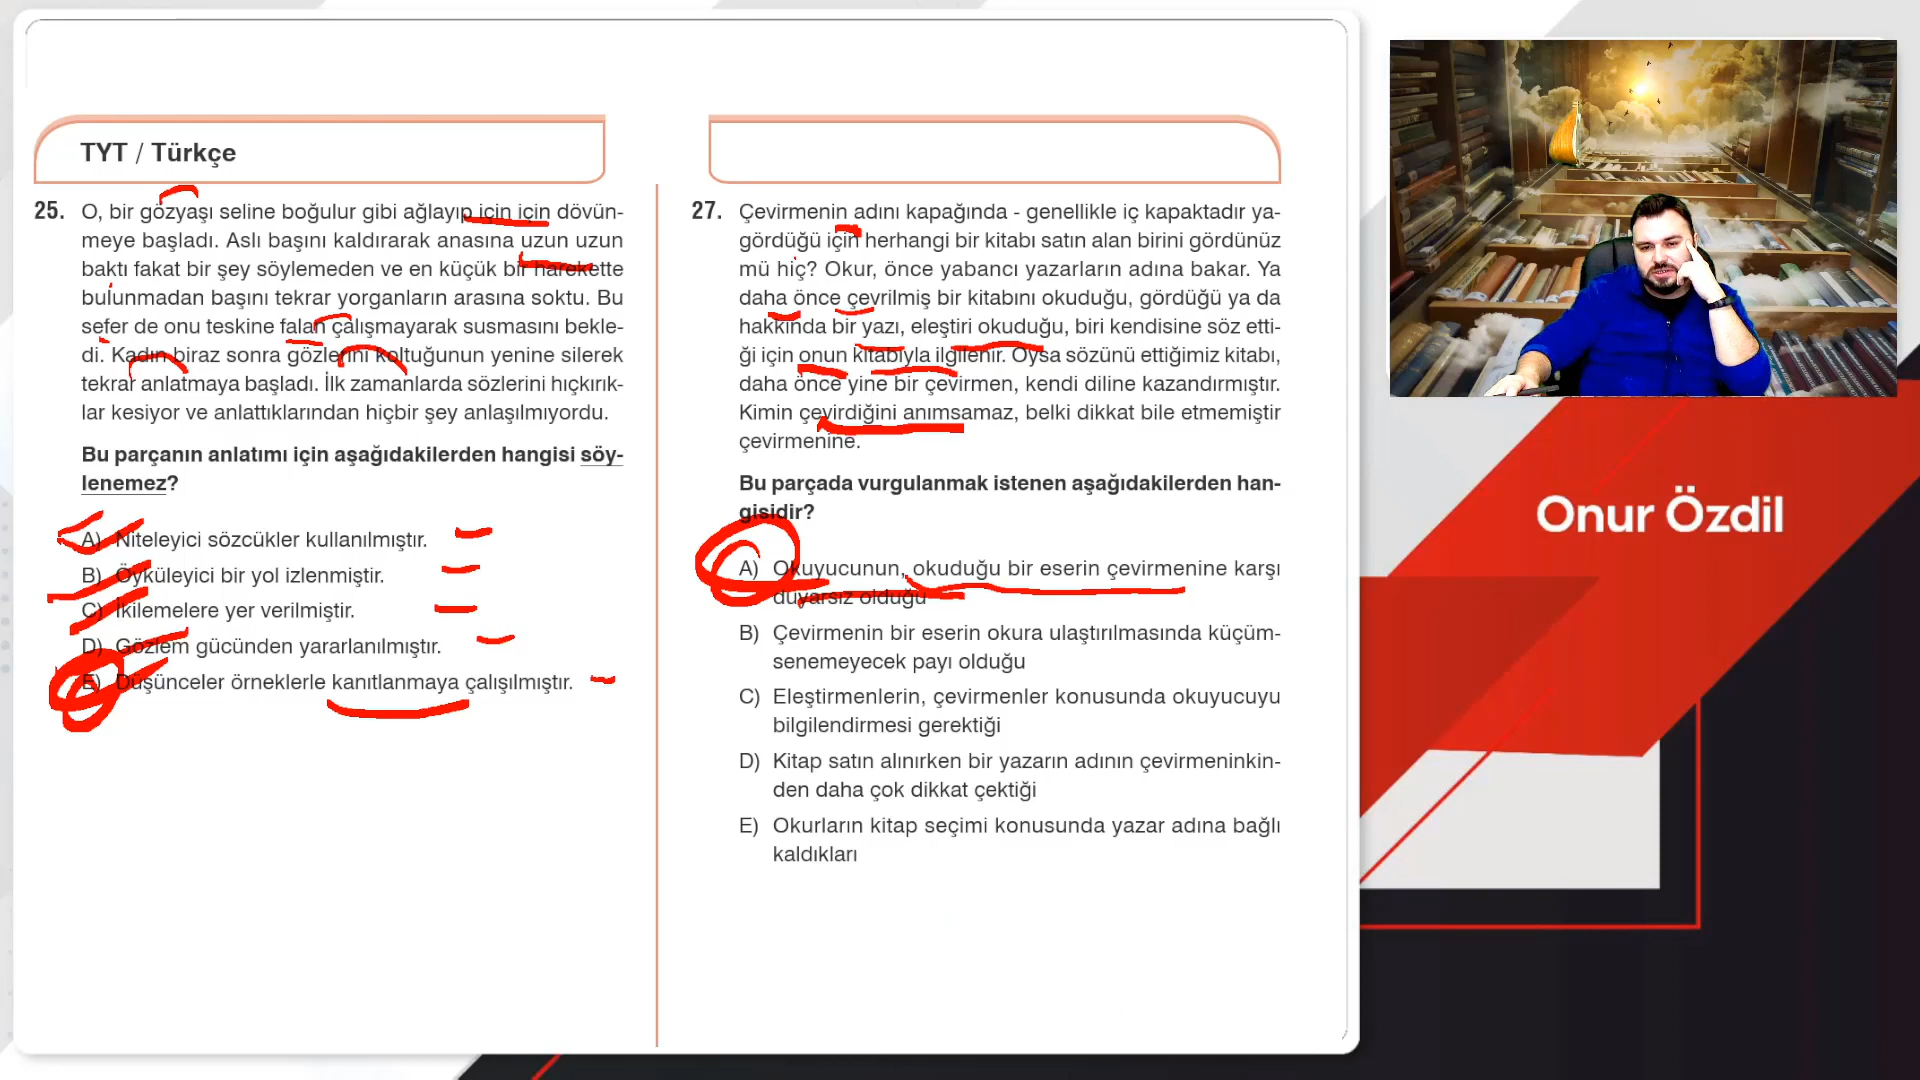 TYT / Türkçe
25. O, bir gözyaşı seline boğulur gibi ağlayıp için için dövün-
meye başladı. Aslı başını kaldırarak anasına uzun uzun
baktı fakat bir şey söylemeden ve en küçük bir harekette
bulunmadan başını tekrar yorganların arasına soktu. Bu
sefer de onu teskine falan çalışmayarak susmasını bekle-
di. Kadın biraz sonra gözlerini koltuğunun yenine silerek
tekrar anlatmaya başladı. İlk zamanlarda sözlerini hıçkırık-
lar kesiyor ve anlattıklarından hiçbir şey anlaşılmıyordu.
Bu parçanın anlatımı için aşağıdakilerden hangisi söy-
lenemez?
A) Niteleyici sözcükler kullanılmıştır.
B) Öyküleyici bir yol izlenmiştir.
C) İkilemelere yer verilmiştir.
D) Gözlem gücünden yararlanılmıştır.
E) Düşünceler örneklerle kanıtlanmaya çalışılmıştır.
27. Çevirmenin adını kapağında - genellikle iç kapaktadır ya-
gördüğü için herhangi bir kitabı satın alan birini gördünüz
mü hiç? Okur, önce yabancı yazarların adına bakar. Ya
daha önce çevrilmiş bir kitabını okuduğu, gördüğü ya da
hakkında bir yazı, eleştiri okuduğu, biri kendisine söz etti-
ği için onun kitabıyla ilgilenir. Oysa sözünü ettiğimiz kitabı,
daha önce yine bir çevirmen, kendi diline kazandırmıştır.
Kimin çevirdiğini anımsamaz, belki dikkat bile etmemiştir
çevirmenine.
Bu parçada vurgulanmak istenen aşağıdakilerden han-
gisidir?
A) Okuyucunun, okuduğu bir eserin çevirmenine karşı
duyarsız olduğu
B) Çevirmenin bir eserin okura ulaştırılmasında küçüm-
senemeyecek payı olduğu
C) Eleştirmenlerin, çevirmenler konusunda okuyucuyu
bilgilendirmesi gerektiği
D) Kitap satın alınırken bir yazarın adının çevirmeninkin-
den daha çok dikkat çektiği
E) Okurların kitap seçimi konusunda yazar adına bağlı
kaldıkları
Onur Özdil